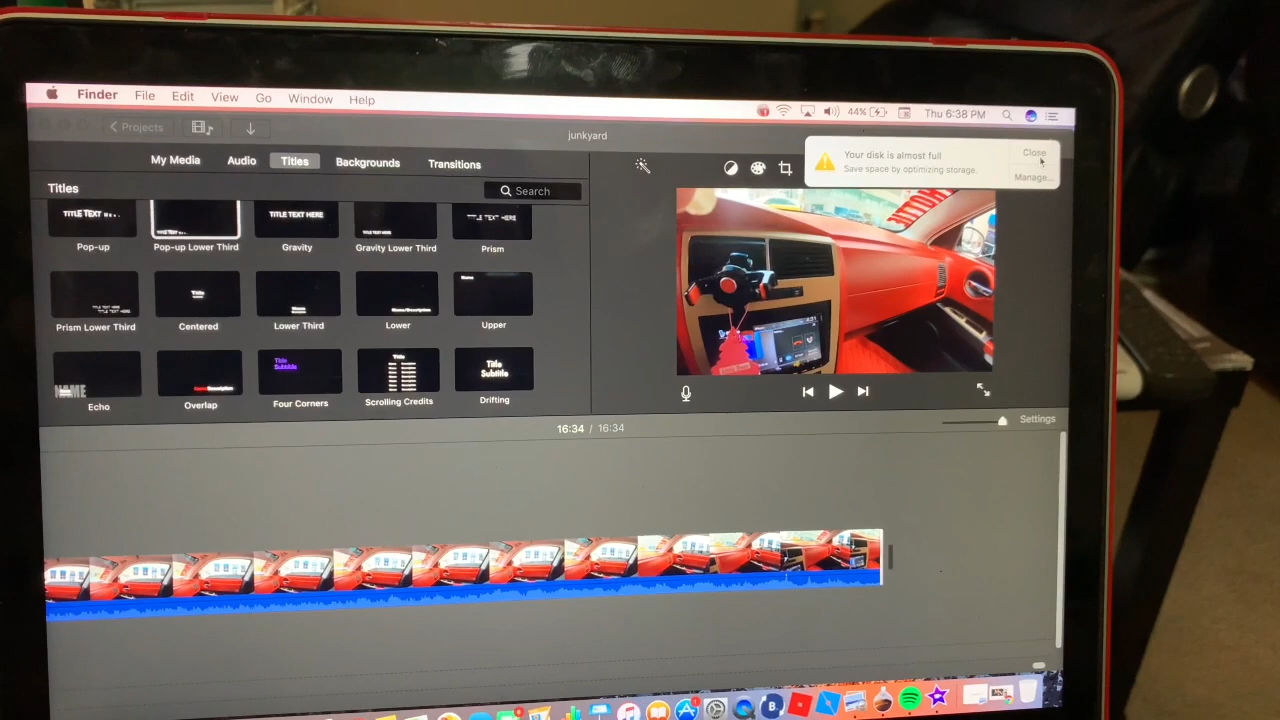 Finder File Edit View Go Window Help
44% Thu 6:38 PM
Projects
junkyard
My Media Audio Titles Backgrounds Transitions
Your disk is almost full
Save space by optimizing storage.
Close
Manage...
Titles
Search
TITLE TEXT HERE
Pop-up Pop-up Lower Third Gravity Gravity Lower Third Prism
Prism Lower Third Centered Lower Third Lower Upper
Title
Name
NAME
Title
Subtitle
Title
Title
Subtitle
Echo Overlap Four Corners Scrolling Credits Drifting
16:34 / 16:34
Settings